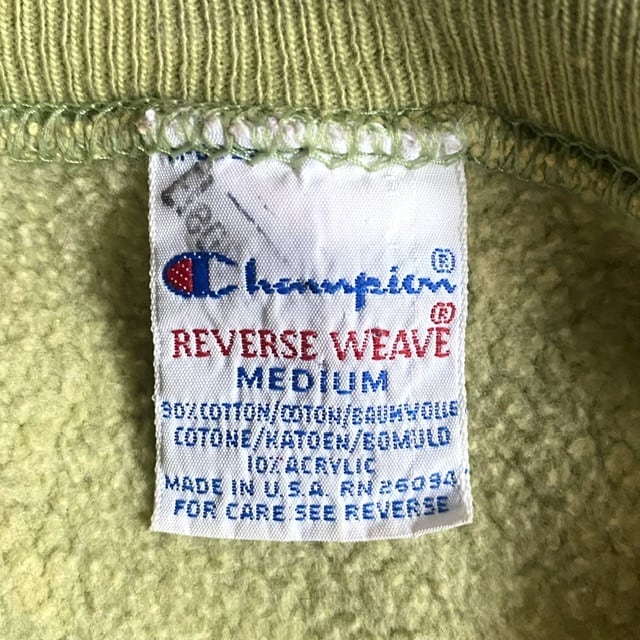 Champion®
REVERSE WEAVE®
MEDIUM
90% COTTON/COTON/BAUMWOLLE
COTONE/KATOEN/BOMULD
10% ACRYLIC
MADE IN U.S.A. RN 26094
FOR CARE SEE REVERSE